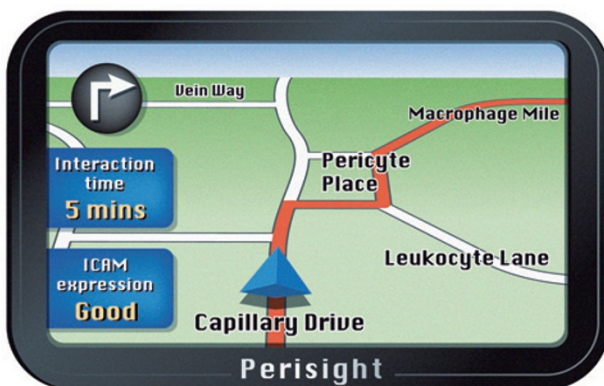 Vein Way
Macrophage Mile
Interaction
time
5 mins
Pericyte
Place
ICAM
expression
Good
Leukocyte Lane
Capillary Drive
Perisight